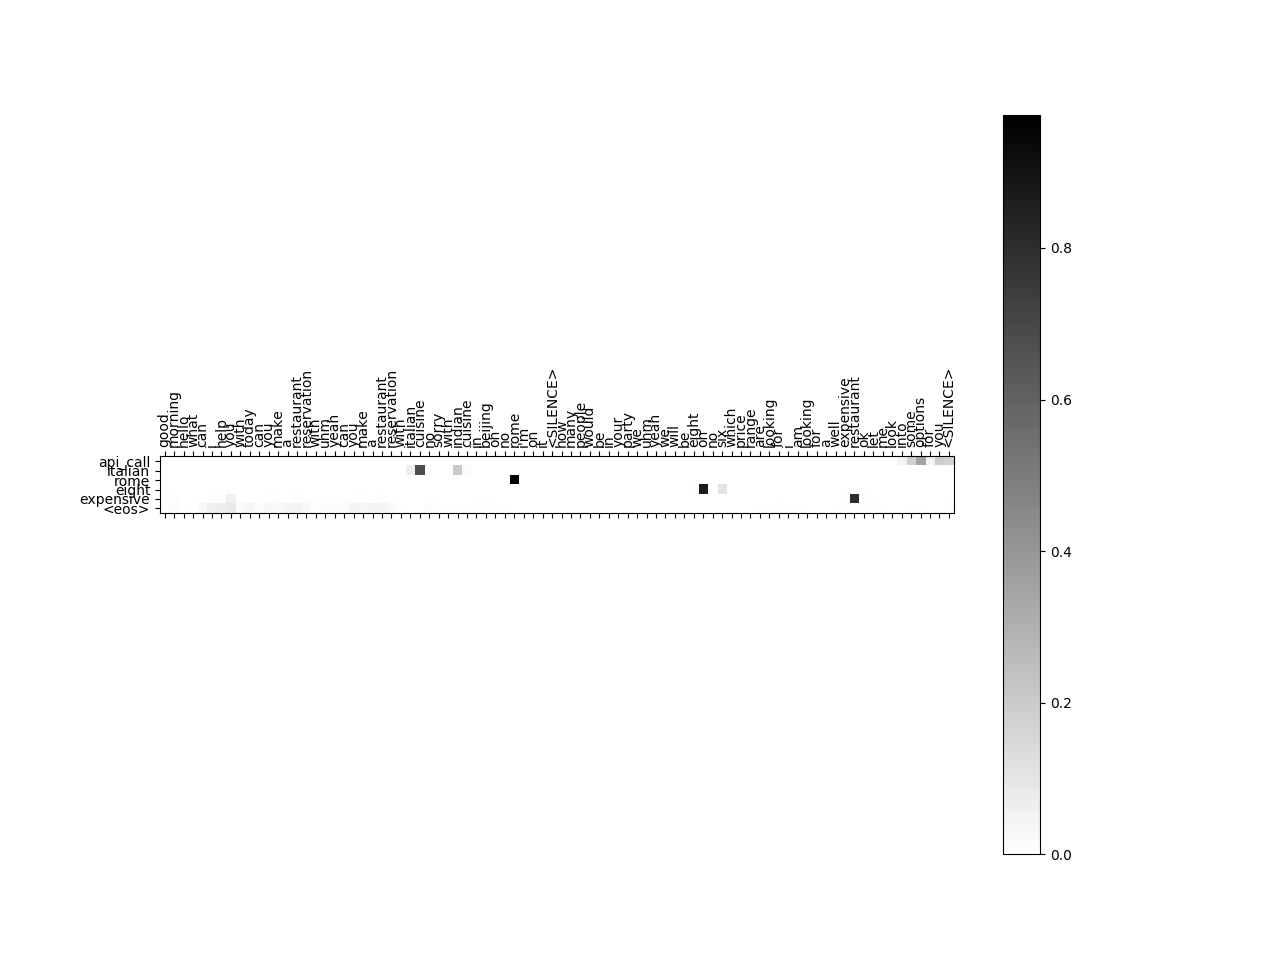 good
morning
hello
what
can
i
help
you
with
today
can
you
make
a
restaurant
reservation
with
uhm
yeah
can
you
make
a
restaurant
reservation
with
italian
cuisine
no
sorry
with
indian
cuisine
in
beijing
on
no
rome
i'm
on
it
<SILENCE>
how
many
people
would
be
in
your
party
we
uhm
yeah
we
will
be
eight
on
no
six
which
price
range
are
looking
for
i
am
looking
for
a
well
expensive
restaurant
ok
let
me
look
into
some
options
for
you
<SILENCE>
api_call
italian
rome
eight
expensive
<eos>
0.8
0.6
0.4
0.2
0.0